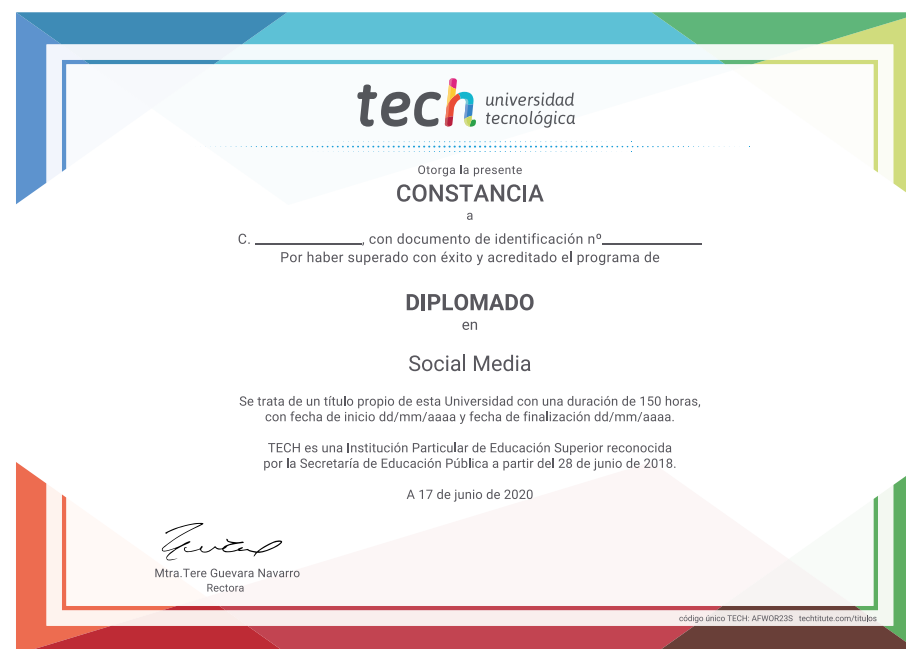 tech universidad
tecnológica
Otorga la presente
CONSTANCIA
a
C. ______________, con documento de identificación nº_____________
Por haber superado con éxito y acreditado el programa de
DIPLOMADO
en
Social Media
Se trata de un título propio de esta Universidad con una duración de 150 horas,
con fecha de inicio dd/mm/aaaa y fecha de finalización dd/mm/aaaa.
TECH es una Institución Particular de Educación Superior reconocida
por la Secretaría de Educación Pública a partir del 28 de junio de 2018.
A 17 de junio de 2020
Mtra.Tere Guevara Navarro
Rectora
código único TECH: AFWOR23S techtitute.com/titulos